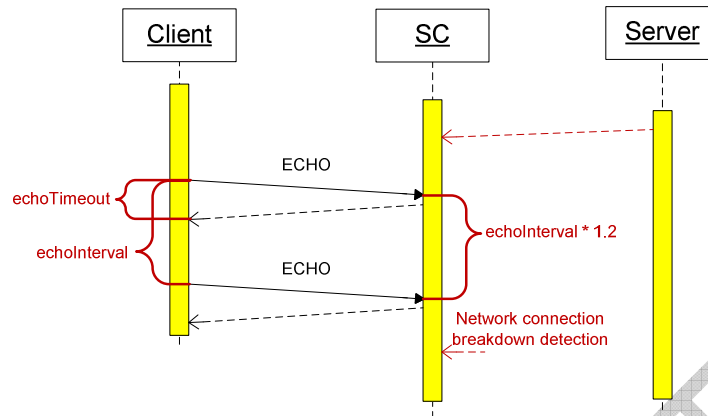 Client
SC
Server
ECHO
echoTimeout
echoInterval * 1.2
echoInterval
ECHO
Network connection
breakdown detection